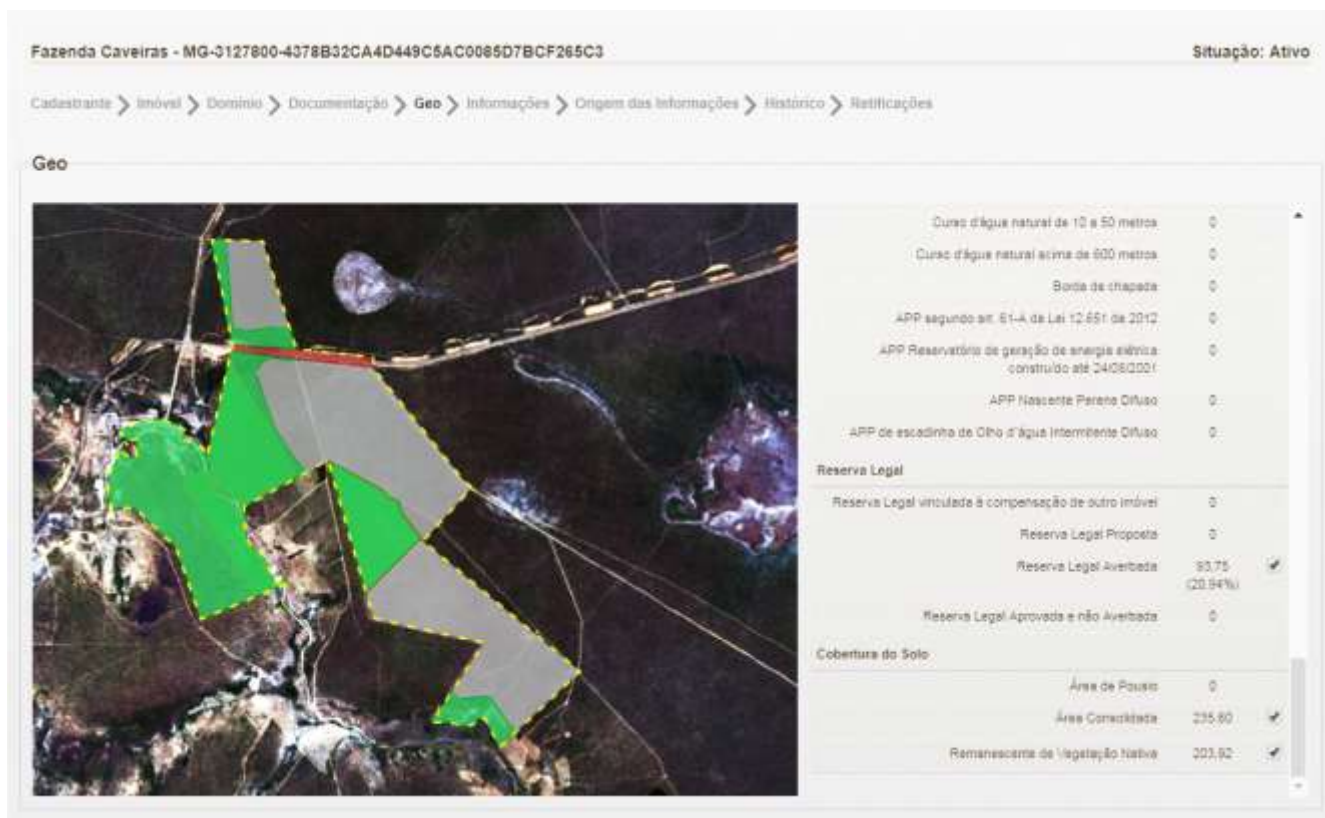 Fazenda Caveiras - MG-3127800-4378B32CA4D449C5AC0085D7BCF265C3
Situação: Ativo
Cadastrante ❯ Imóvel ❯ Domínio ❯ Documentação ❯ Geo ❯ Informações ❯ Origem das Informações ❯ Histórico ❯ Retificações
Geo
Curso d'água natural de 10 a 50 metros 0
Curso d'água natural acima de 600 metros 0
Borda de chapada 0
APP segundo art. 61-A da Lei 12.651 de 2012 0
APP Reservatório de geração de energia elétrica 0
construído até 24/08/2001
APP Nascente Perene Difuso 0
APP de escadinha de Olho d'água Intermitente Difuso 0
Reserva Legal
Reserva Legal vinculada à compensação de outro imóvel 0
Reserva Legal Proposta 0
Reserva Legal Averbada 93,75
(20.94%)
Reserva Legal Aprovada e não Averbada 0
Cobertura do Solo
Área de Pousio 0
Área Consolidada 235,80
Remanescente de Vegetação Nativa 203,92